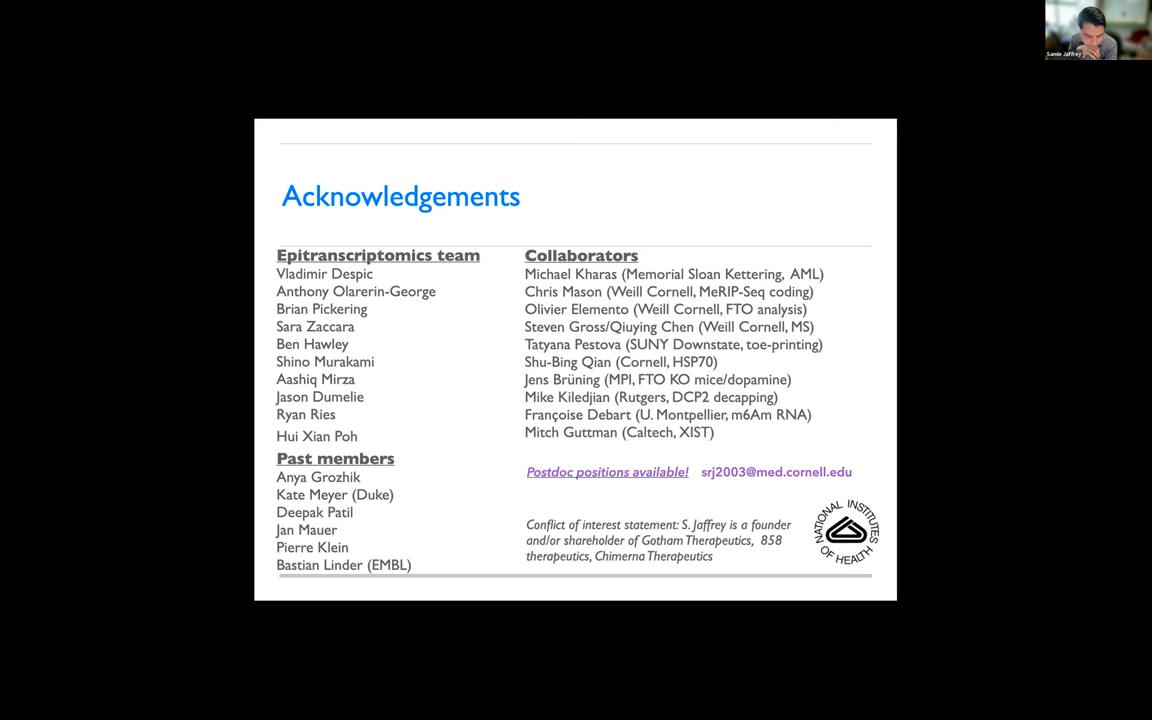 Samie Jaffrey
Acknowledgements
Epitranscriptomics team
Vladimir Despic
Anthony Olarerin-George
Brian Pickering
Sara Zaccara
Ben Hawley
Shino Murakami
Aashiq Mirza
Jason Dumelie
Ryan Ries
Hui Xian Poh
Past members
Anya Grozhik
Kate Meyer (Duke)
Deepak Patil
Jan Mauer
Pierre Klein
Bastian Linder (EMBL)
Collaborators
Michael Kharas (Memorial Sloan Kettering, AML)
Chris Mason (Weill Cornell, MeRIP-Seq coding)
Olivier Elemento (Weill Cornell, FTO analysis)
Steven Gross/Qiuying Chen (Weill Cornell, MS)
Tatyana Pestova (SUNY Downstate, toe-printing)
Shu-Bing Qian (Cornell, HSP70)
Jens Brüning (MPI, FTO KO mice/dopamine)
Mike Kiledjian (Rutgers, DCP2 decapping)
Françoise Debart (U. Montpellier, m6Am RNA)
Mitch Guttman (Caltech, XIST)
Postdoc positions available! srj2003@med.cornell.edu
Conflict of interest statement: S. Jaffrey is a founder
and/or shareholder of Gotham Therapeutics, 858
therapeutics, Chimerna Therapeutics
NATIONAL INSTITUTES
OF HEALTH